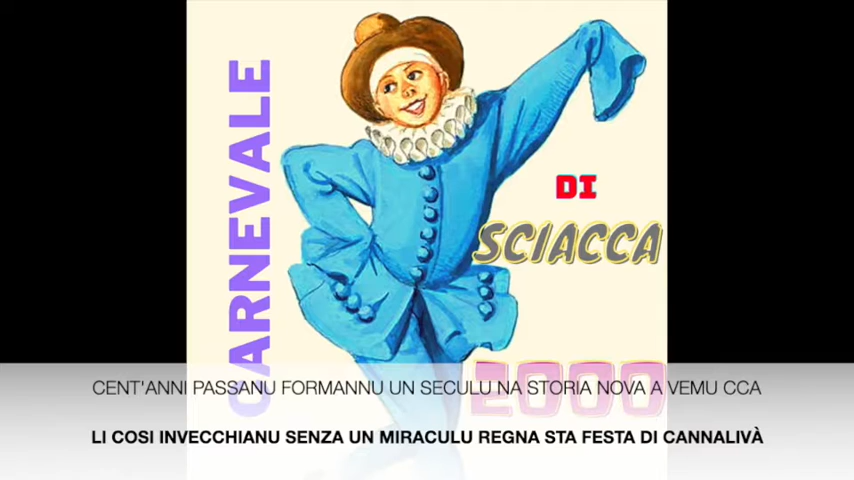 CARNEVALE
DI
SCIACCA
2000
CENT'ANNI PASSANU FORMANNU UN SECULU NA STORIA NOVA A VEMU CCA
LI COSI INVECCHIANU SENZA UN MIRACULU REGNA STA FESTA DI CANNALIVÀ